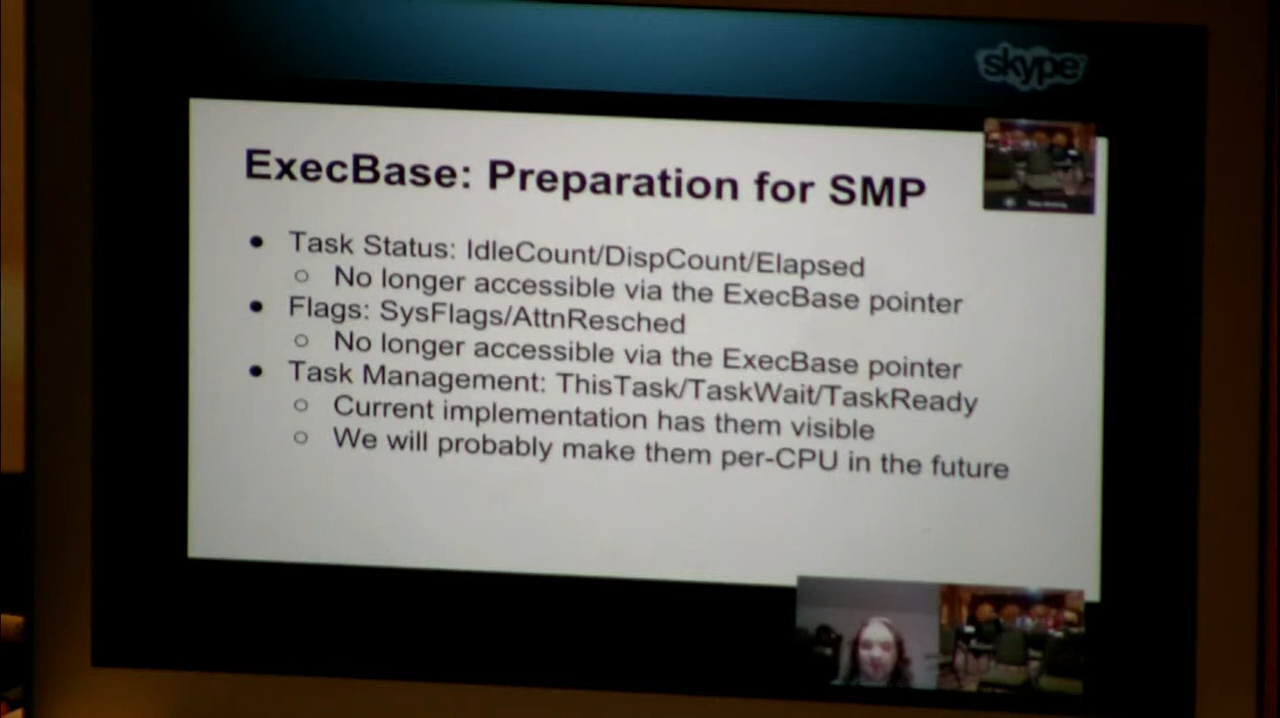 skype
ExecBase: Preparation for SMP
● Task Status: IdleCount/DispCount/Elapsed
○ No longer accessible via the ExecBase pointer
● Flags: SysFlags/AttnResched
○ No longer accessible via the ExecBase pointer
● Task Management: ThisTask/TaskWait/TaskReady
○ Current implementation has them visible
○ We will probably make them per-CPU in the future